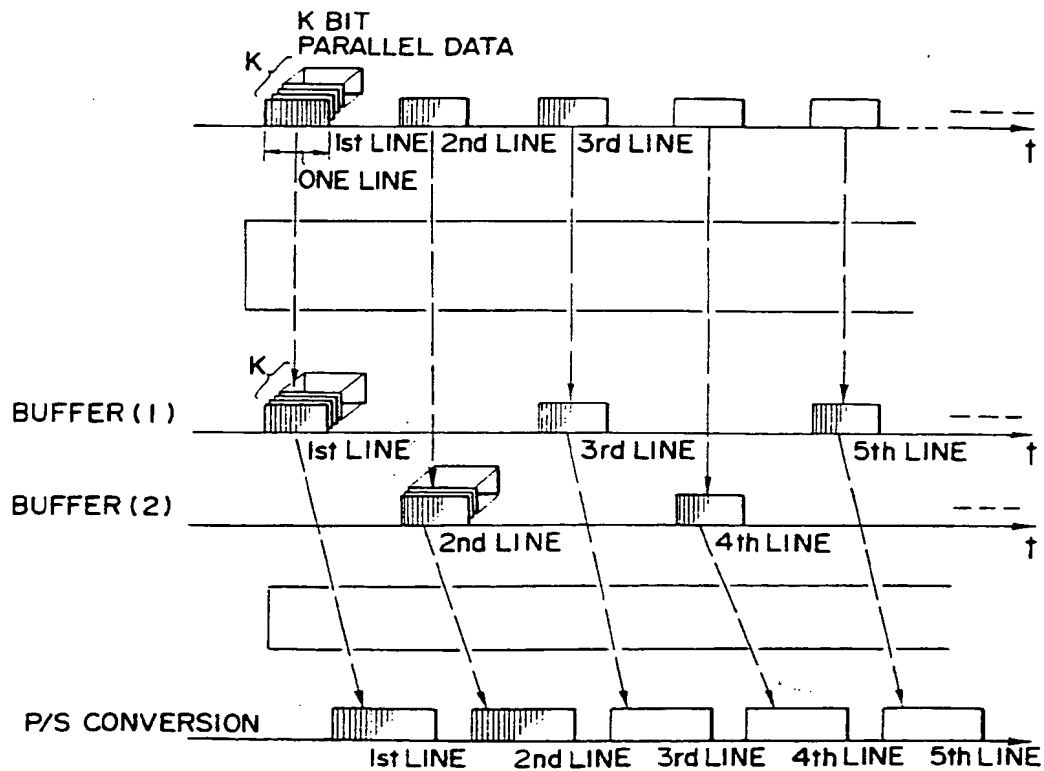 K BIT
PARALLEL DATA
K
1st LINE 2nd LINE 3rd LINE
t
ONE LINE
K
BUFFER (1)
1st LINE 3rd LINE 5th LINE
t
BUFFER (2)
2nd LINE 4th LINE
t
P/S CONVERSION
1st LINE 2nd LINE 3rd LINE 4th LINE 5th LINE
t